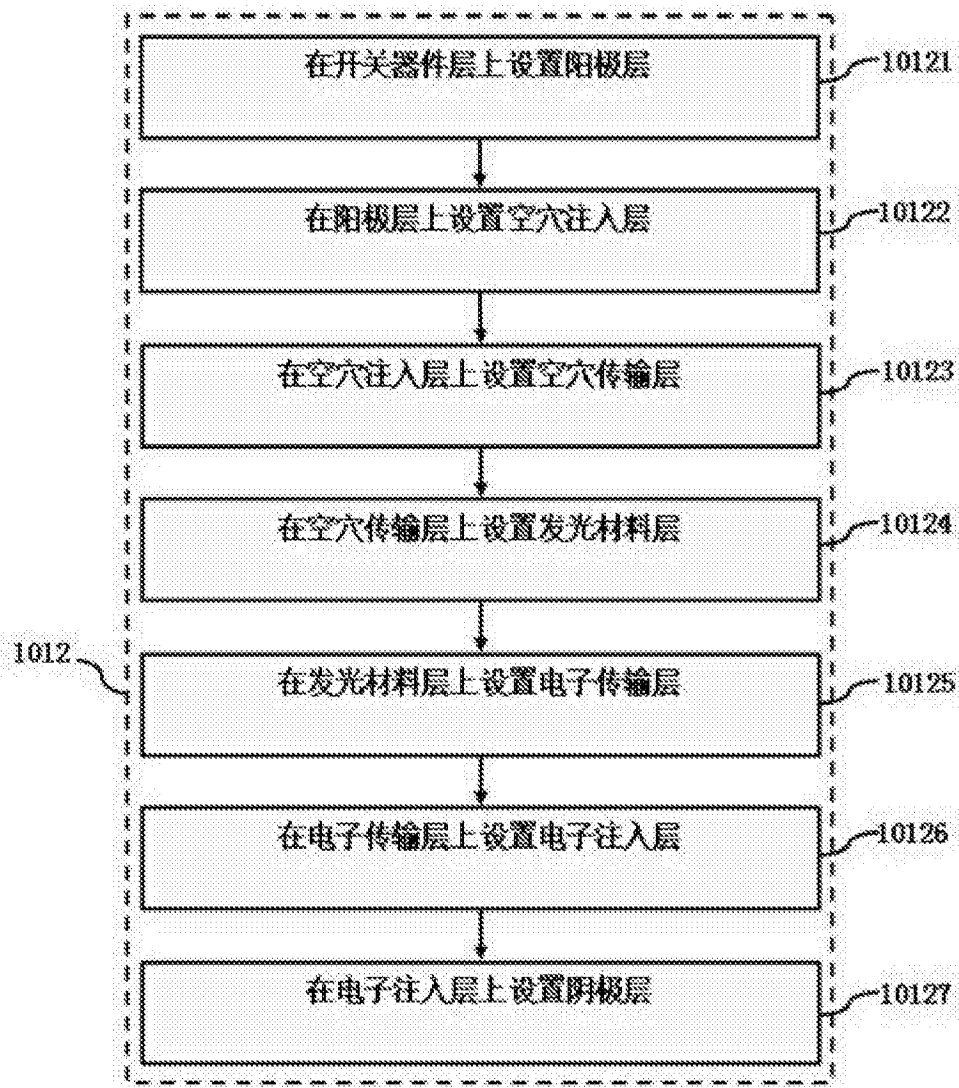 在开关器件层上设置阳极层
10121
在阳极层上设置空穴注入层
10122
在空穴注入层上设置空穴传输层
10123
在空穴传输层上设置发光材料层
10124
1012
在发光材料层上设置电子传输层
10125
在电子传输层上设置电子注入层
10126
在电子注入层上设置阴极层
10127